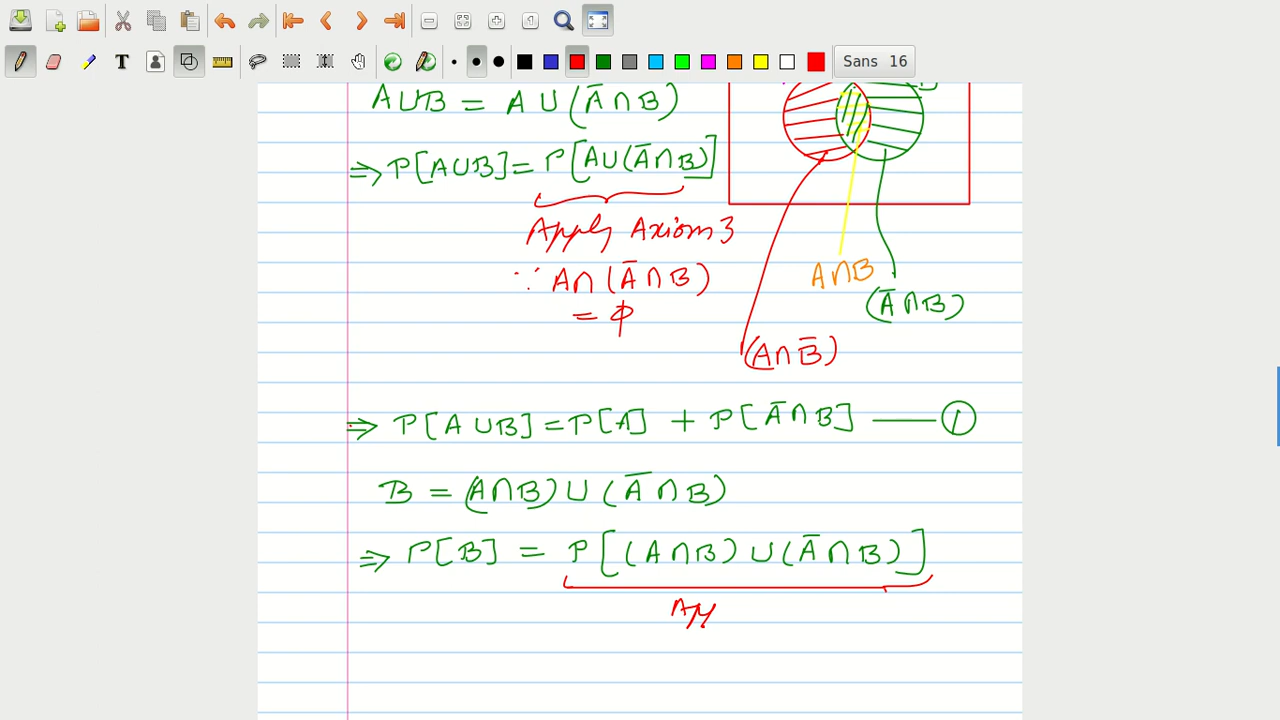 Sans 16
A∪B = A ∪ (A̅∩B)
⇒ P[A∪B] = P[A∪(A̅∩B)]
Apply Axiom 3
∵ A∩(A̅∩B)
= ϕ
A∩B
(A̅∩B)
(A∩B̅)
⇒ P[A∪B] = P[A] + P[A̅∩B] —— ①
B = (A∩B) ∪ (A̅∩B)
⇒ P[B] = P[(A∩B) ∪ (A̅∩B)]